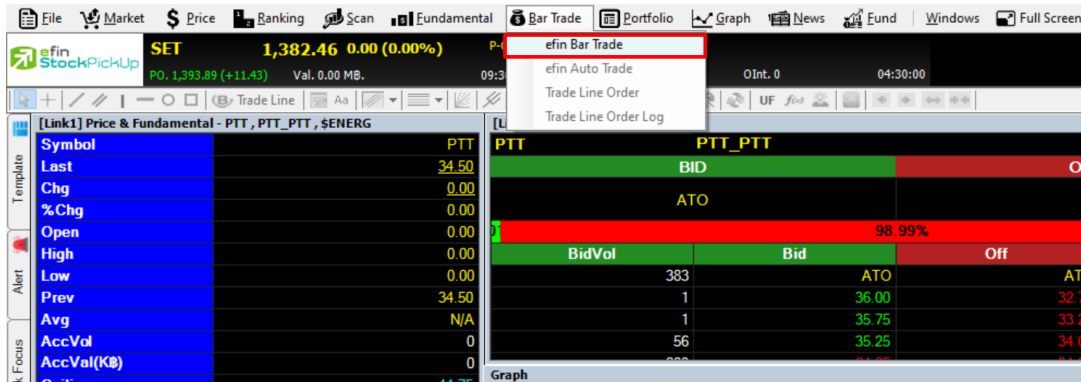 File Market Price Ranking Scan Fundamental Bar Trade Portfolio Graph News Fund Windows Full Screen
efin Bar Trade
efin Auto Trade
Trade Line Order
Trade Line Order Log
efin StockPickUp
SET 1,382.46 0.00 (0.00%)
PO. 1,393.89 (+11.43) Val. 0.00 MB. OInt. 0 04:30:00
Trade Line Aa UF f(x)
Template
Alert
[Link1] Price & Fundamental - PTT , PTT_PTT , $ENERG
Symbol PTT
Last 34.50
Chg 0.00
%Chg 0.00
Open 0.00
High 0.00
Low 0.00
Prev 34.50
Avg N/A
AccVol 0
AccVal(K฿) 0
PTT PTT_PTT
BID
ATO
98.99%
BidVol Bid Off
383 ATO
1 36.00
1 35.75
56 35.25
Graph